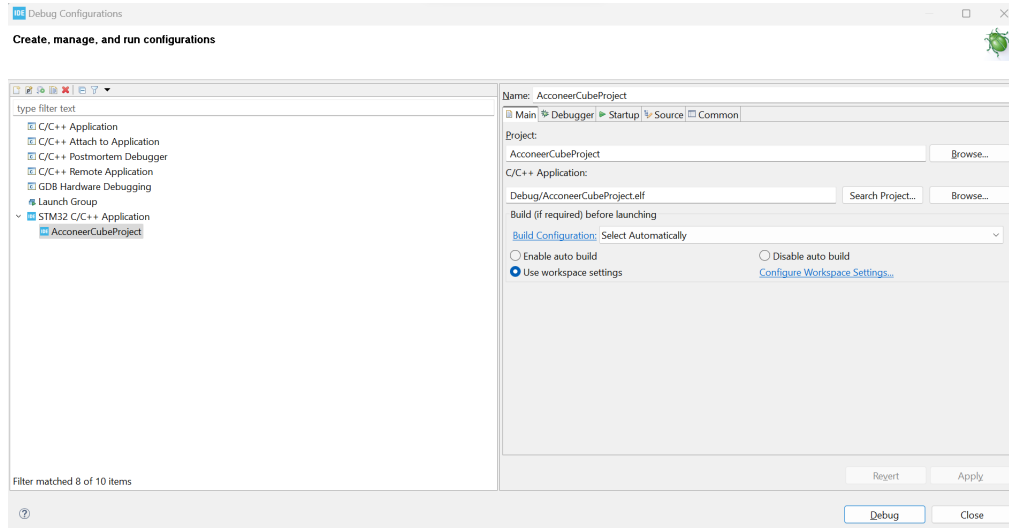 IDE Debug Configurations
Create, manage, and run configurations
type filter text
C/C++ Application
C/C++ Attach to Application
C/C++ Postmortem Debugger
C/C++ Remote Application
GDB Hardware Debugging
Launch Group
STM32 C/C++ Application
IDE AcconeerCubeProject
Filter matched 8 of 10 items
Name: AcconeerCubeProject
Main Debugger Startup Source Common
Project:
AcconeerCubeProject Browse...
C/C++ Application:
Debug/AcconeerCubeProject.elf Search Project... Browse...
Build (if required) before launching
Build Configuration: Select Automatically
Enable auto build Disable auto build
Use workspace settings Configure Workspace Settings...
Revert Apply
? Debug Close